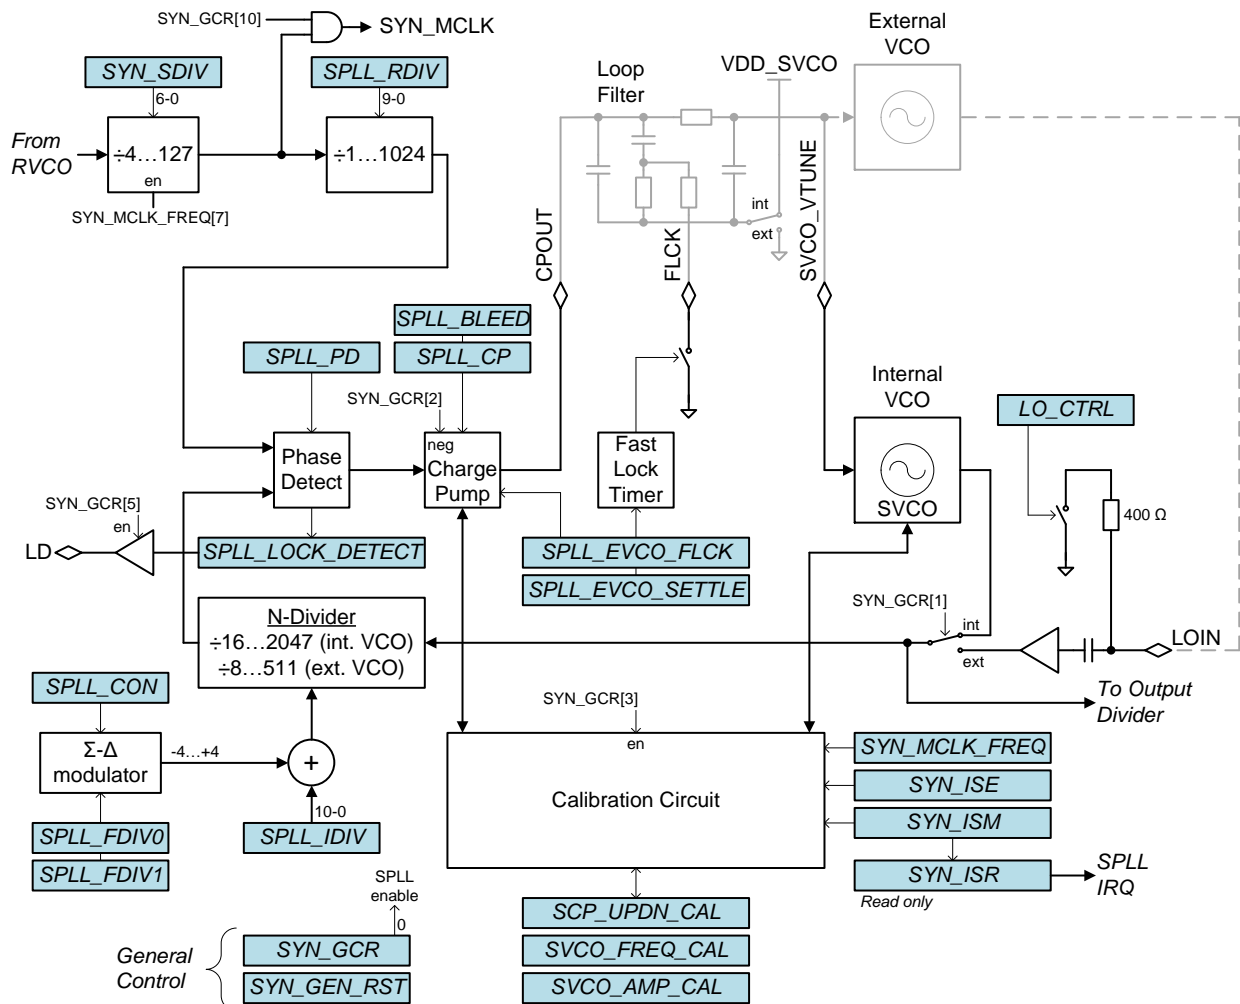 SYN_GCR[10]
SYN_MCLK
SYN_SDIV
6-0
SPLL_RDIV
9-0
From
RVCO
÷4…127
en
SYN_MCLK_FREQ[7]
÷1…1024
Loop
Filter
VDD_SVCO
External
VCO
int
ext
CPOUT
FLCK
SVCO_VTUNE
SPLL_BLEED
SPLL_CP
SPLL_PD
SYN_GCR[2]
neg
Charge
Pump
Phase
Detect
Fast
Lock
Timer
Internal
VCO
SVCO
LO_CTRL
400 Ω
SYN_GCR[5]
en
LD
SPLL_LOCK_DETECT
SPLL_EVCO_FLCK
SPLL_EVCO_SETTLE
SYN_GCR[1]
int
ext
LOIN
To Output
Divider
N-Divider
÷16…2047 (int. VCO)
÷8…511 (ext. VCO)
SPLL_CON
Σ-Δ
modulator
-4…+4
+
10-0
SPLL_IDIV
SPLL_FDIV0
SPLL_FDIV1
SYN_GCR[3]
en
Calibration Circuit
SYN_MCLK_FREQ
SYN_ISE
SYN_ISM
SYN_ISR
Read only
SPLL
IRQ
SCP_UPDN_CAL
SVCO_FREQ_CAL
SVCO_AMP_CAL
SPLL
enable
0
General
Control
SYN_GCR
SYN_GEN_RST